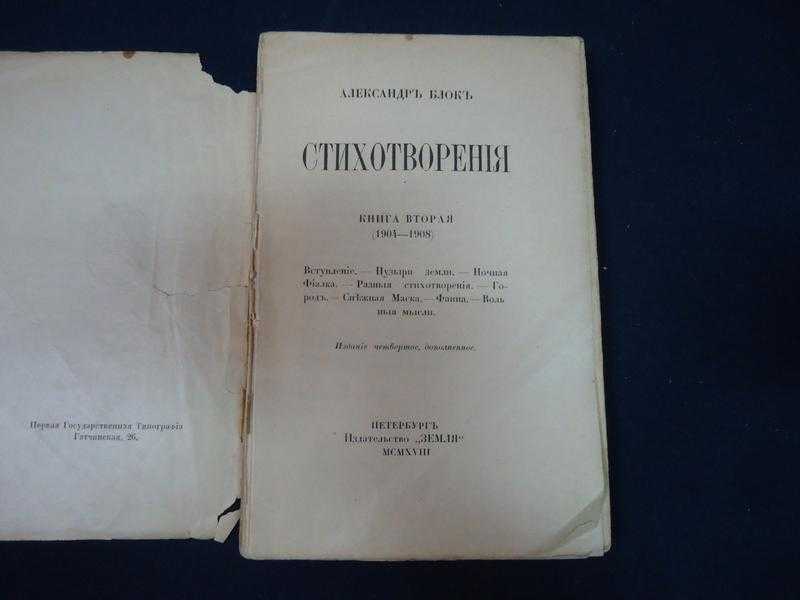 Первая Государственная Типографія
Гатчинская, 26.
АЛЕКСАНДРЪ БЛОКЪ
СТИХОТВОРЕНІЯ
КНИГА ВТОРАЯ
(1904—1908)
Вступленіе. — Пузыри земли. — Ночная
Фіалка. — Разныя стихотворенія. — Го-
родъ. — Снѣжная Маска. — Фаина. — Воль
ныя мысли.
Изданіе четвертое, дополненное.
ПЕТЕРБУРГЪ
Издательство „ЗЕМЛЯ“
MCMXVIII